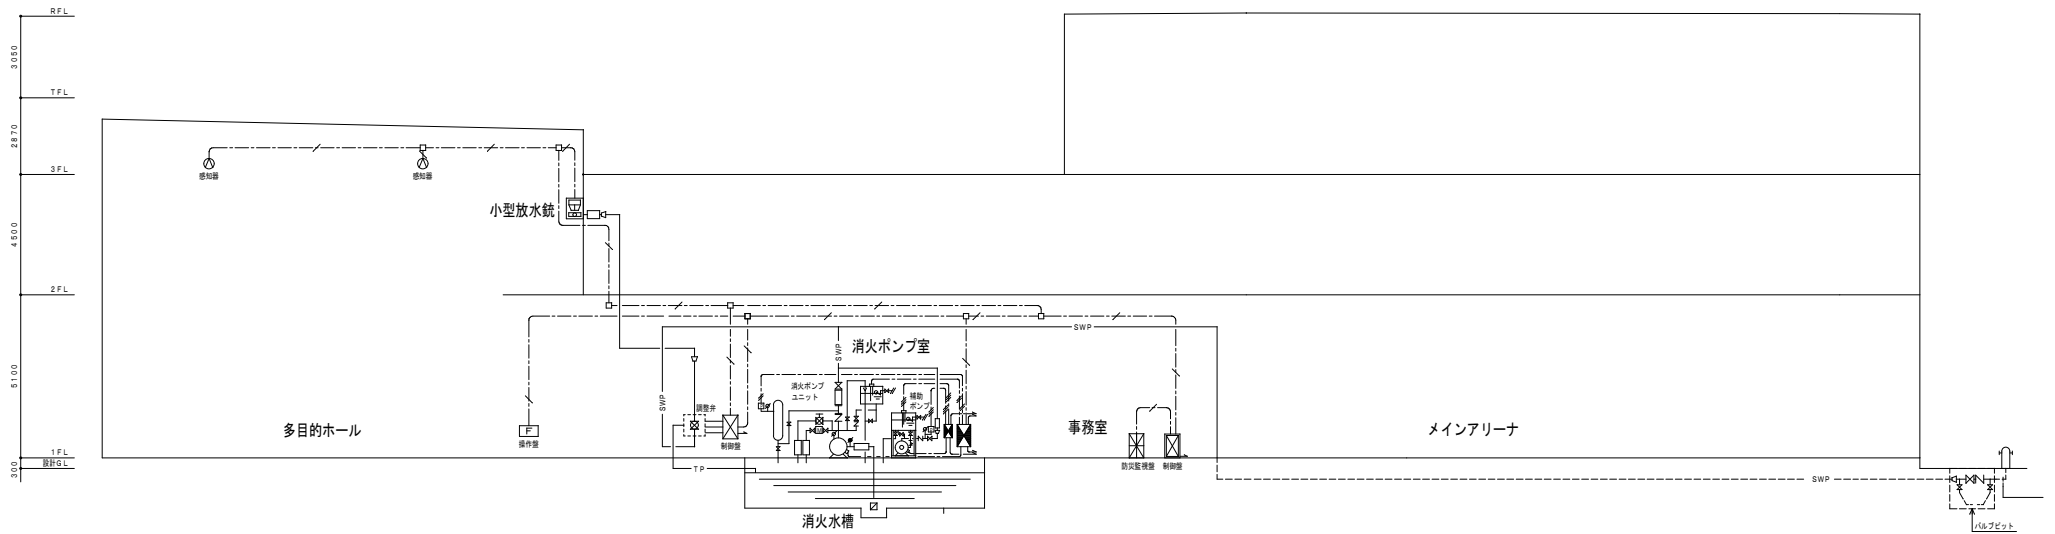 RFL
3050
TFL
2870
3FL
感知器
感知器
小型放水銃
4500
2FL
SWP
SWP
消火ポンプ室
5100
消火ポンプ
ユニット
補助
ポンプ
SWP
調整弁
多目的ホール
F
操作盤
制御盤
事務室
メインアリーナ
1FL
設計GL
300
TP
防災監視盤
制御盤
SWP
消火水槽
バルブピット